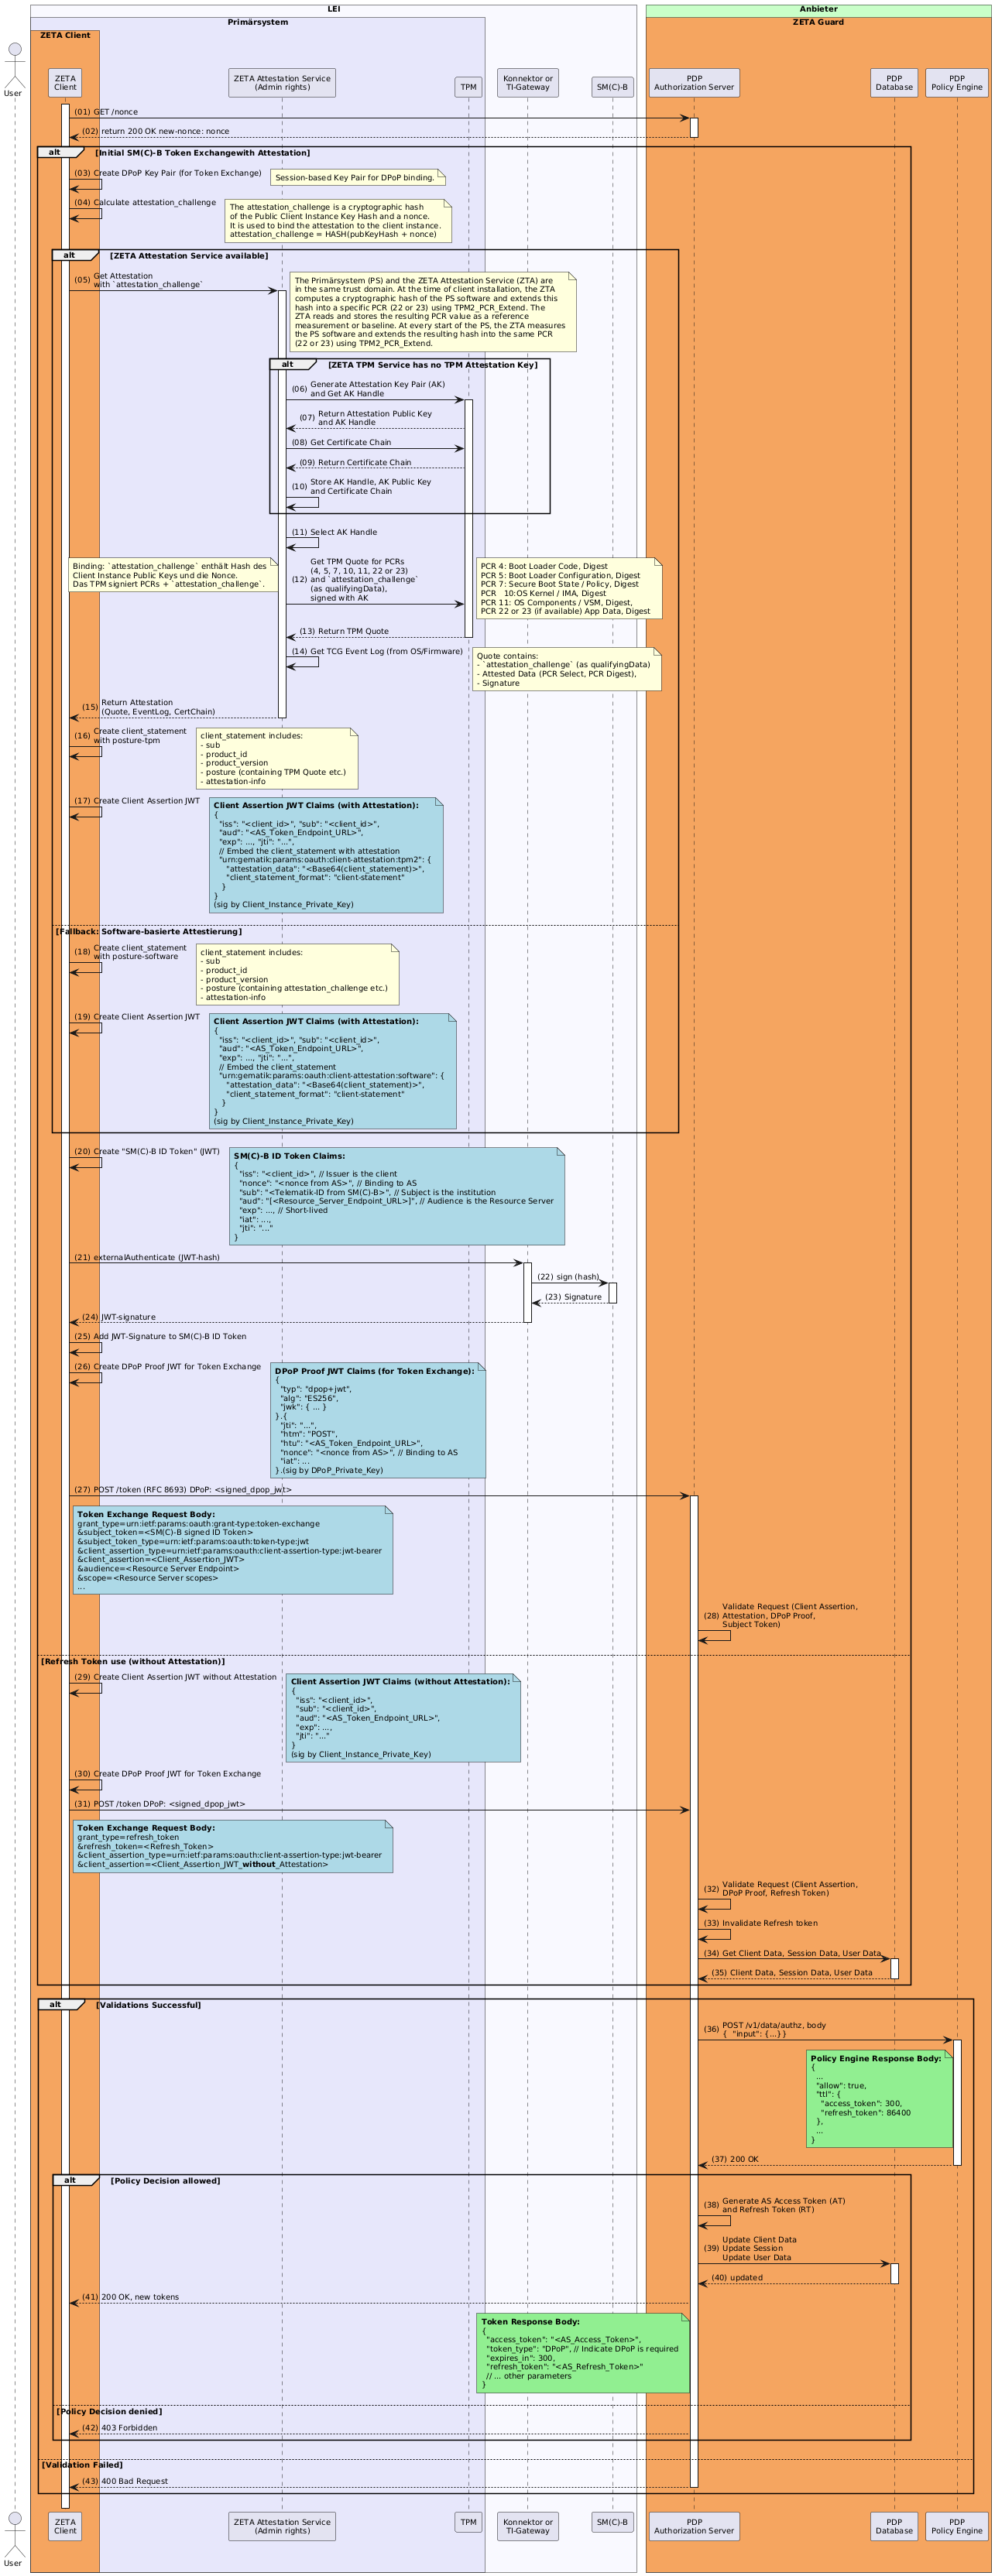 LEI
Anbieter
Primärsystem
ZETA Guard
ZETA Client
User
ZETA
Client
ZETA Attestation Service
(Admin rights)
TPM
Konnektor or
TI-Gateway
SM(C)-B
PDP
Authorization Server
PDP
Database
PDP
Policy Engine
(01) GET /nonce
(02) return 200 OK new-nonce: nonce
alt [Initial SM(C)-B Token Exchangewith Attestation]
(03) Create DPoP Key Pair (for Token Exchange)
Session-based Key Pair for DPoP binding.
(04) Calculate attestation_challenge
The attestation_challenge is a cryptographic hash
of the Public Client Instance Key Hash and a nonce.
It is used to bind the attestation to the client instance.
attestation_challenge = HASH(pubKeyHash + nonce)
alt [ZETA Attestation Service available]
(05) Get Attestation
with `attestation_challenge`
The Primärsystem (PS) and the ZETA Attestation Service (ZTA) are
in the same trust domain. At the time of client installation, the ZTA
computes a cryptographic hash of the PS software and extends this
hash into a specific PCR (22 or 23) using TPM2_PCR_Extend. The
ZTA reads and stores the resulting PCR value as a reference
measurement or baseline. At every start of the PS, the ZTA measures
the PS software and extends the resulting hash into the same PCR
(22 or 23) using TPM2_PCR_Extend.
alt [ZETA TPM Service has no TPM Attestation Key]
(06) Generate Attestation Key Pair (AK)
and Get AK Handle
(07) Return Attestation Public Key
and AK Handle
(08) Get Certificate Chain
(09) Return Certificate Chain
(10) Store AK Handle, AK Public Key
and Certificate Chain
(11) Select AK Handle
Binding: `attestation_challenge` enthält Hash des
Client Instance Public Keys und die Nonce.
Das TPM signiert PCRs + `attestation_challenge`.
(12) Get TPM Quote for PCRs
(4, 5, 7, 10, 11, 22 or 23)
and `attestation_challenge`
(as qualifyingData),
signed with AK
PCR 4: Boot Loader Code, Digest
PCR 5: Boot Loader Configuration, Digest
PCR 7: Secure Boot State / Policy, Digest
PCR   10:OS Kernel / IMA, Digest
PCR 11: OS Components / VSM, Digest,
PCR 22 or 23 (if available) App Data, Digest
(13) Return TPM Quote
(14) Get TCG Event Log (from OS/Firmware)
Quote contains:
- `attestation_challenge` (as qualifyingData)
- Attested Data (PCR Select, PCR Digest),
- Signature
(15) Return Attestation
(Quote, EventLog, CertChain)
(16) Create client_statement
with posture-tpm
client_statement includes:
- sub
- product_id
- product_version
- posture (containing TPM Quote etc.)
- attestation-info
(17) Create Client Assertion JWT
Client Assertion JWT Claims (with Attestation):
{
"iss": "<client_id>", "sub": "<client_id>",
"aud": "<AS_Token_Endpoint_URL>",
"exp": ..., "jti": "...",
// Embed the client_statement with attestation
"urn:gematik:params:oauth:client-attestation:tpm2": {
"attestation_data": "<Base64(client_statement)>",
"client_statement_format": "client-statement"
}
}
(sig by Client_Instance_Private_Key)
[Fallback: Software-basierte Attestierung]
(18) Create client_statement
with posture-software
client_statement includes:
- sub
- product_id
- product_version
- posture (containing attestation_challenge etc.)
- attestation-info
(19) Create Client Assertion JWT
Client Assertion JWT Claims (with Attestation):
{
"iss": "<client_id>", "sub": "<client_id>",
"aud": "<AS_Token_Endpoint_URL>",
"exp": ..., "jti": "...",
// Embed the client_statement
"urn:gematik:params:oauth:client-attestation:software": {
"attestation_data": "<Base64(client_statement)>",
"client_statement_format": "client-statement"
}
}
(sig by Client_Instance_Private_Key)
(20) Create "SM(C)-B ID Token" (JWT)
SM(C)-B ID Token Claims:
{
"iss": "<client_id>", // Issuer is the client
"nonce": "<nonce from AS>", // Binding to AS
"sub": "<Telematik-ID from SM(C)-B>", // Subject is the institution
"aud": "[<Resource_Server_Endpoint_URL>]", // Audience is the Resource Server
"exp": ..., // Short-lived
"iat": ...,
"jti": "..."
}
(21) externalAuthenticate (JWT-hash)
(22) sign (hash)
(23) Signature
(24) JWT-signature
(25) Add JWT-Signature to SM(C)-B ID Token
(26) Create DPoP Proof JWT for Token Exchange
DPoP Proof JWT Claims (for Token Exchange):
{
"typ": "dpop+jwt",
"alg": "ES256",
"jwk": { ... }
}.{
"jti": "...",
"htm": "POST",
"htu": "<AS_Token_Endpoint_URL>",
"nonce": "<nonce from AS>", // Binding to AS
"iat": ...
}.(sig by DPoP_Private_Key)
(27) POST /token (RFC 8693) DPoP: <signed_dpop_jwt>
Token Exchange Request Body:
grant_type=urn:ietf:params:oauth:grant-type:token-exchange
&subject_token=<SM(C)-B signed ID Token>
&subject_token_type=urn:ietf:params:oauth:token-type:jwt
&client_assertion_type=urn:ietf:params:oauth:client-assertion-type:jwt-bearer
&client_assertion=<Client_Assertion_JWT>
&audience=<Resource Server Endpoint>
&scope=<Resource Server scopes>
...
(28) Validate Request (Client Assertion,
Attestation, DPoP Proof,
Subject Token)
[Refresh Token use (without Attestation)]
(29) Create Client Assertion JWT without Attestation
Client Assertion JWT Claims (without Attestation):
{
"iss": "<client_id>",
"sub": "<client_id>",
"aud": "<AS_Token_Endpoint_URL>",
"exp": ...,
"jti": "..."
}
(sig by Client_Instance_Private_Key)
(30) Create DPoP Proof JWT for Token Exchange
(31) POST /token DPoP: <signed_dpop_jwt>
Token Exchange Request Body:
grant_type=refresh_token
&refresh_token=<Refresh_Token>
&client_assertion_type=urn:ietf:params:oauth:client-assertion-type:jwt-bearer
&client_assertion=<Client_Assertion_JWT_without_Attestation>
(32) Validate Request (Client Assertion,
DPoP Proof, Refresh Token)
(33) Invalidate Refresh token
(34) Get Client Data, Session Data, User Data
(35) Client Data, Session Data, User Data
alt [Validations Successful]
(36) POST /v1/data/authz, body
{  "input": {...}}
Policy Engine Response Body:
{
...
"allow": true,
"ttl": {
"access_token": 300,
"refresh_token": 86400
},
...
}
(37) 200 OK
alt [Policy Decision allowed]
(38) Generate AS Access Token (AT)
and Refresh Token (RT)
(39) Update Client Data
Update Session
Update User Data
(40) updated
(41) 200 OK, new tokens
Token Response Body:
{
"access_token": "<AS_Access_Token>",
"token_type": "DPoP", // Indicate DPoP is required
"expires_in": 300,
"refresh_token": "<AS_Refresh_Token>"
// ... other parameters
}
[Policy Decision denied]
(42) 403 Forbidden
[Validation Failed]
(43) 400 Bad Request
User
ZETA
Client
ZETA Attestation Service
(Admin rights)
TPM
Konnektor or
TI-Gateway
SM(C)-B
PDP
Authorization Server
PDP
Database
PDP
Policy Engine